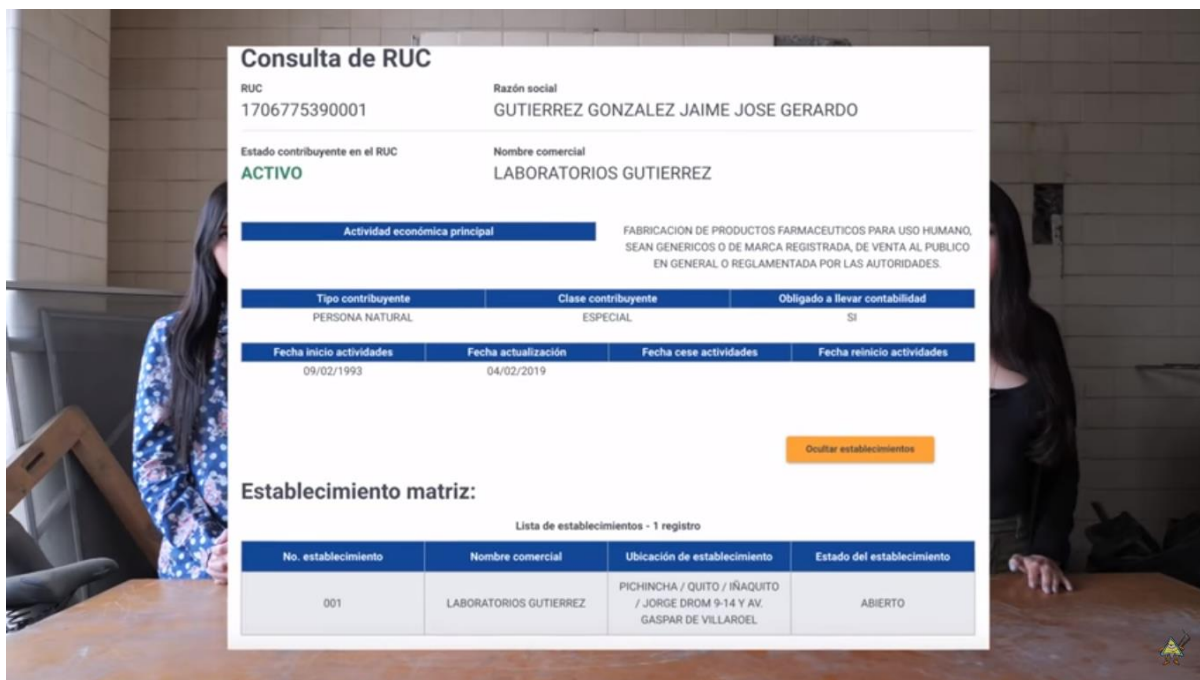 Consulta de RUC
RUC
Razón social
1706775390001
GUTIERREZ GONZALEZ JAIME JOSE GERARDO
Estado contribuyente en el RUC
Nombre comercial
ACTIVO
LABORATORIOS GUTIERREZ
Actividad económica principal
FABRICACION DE PRODUCTOS FARMACEUTICOS PARA USO HUMANO,
SEAN GENERICOS O DE MARCA REGISTRADA, DE VENTA AL PUBLICO
EN GENERAL O REGLAMENTADA POR LAS AUTORIDADES.
Tipo contribuyente
Clase contribuyente
Obligado a llevar contabilidad
PERSONA NATURAL
ESPECIAL
SI
Fecha inicio actividades
Fecha actualización
Fecha cese actividades
Fecha reinicio actividades
09/02/1993
04/02/2019
Ocultar establecimientos
Establecimiento matriz:
Lista de establecimientos - 1 registro
No. establecimiento
Nombre comercial
Ubicación de establecimiento
Estado del establecimiento
001
LABORATORIOS GUTIERREZ
PICHINCHA / QUITO / IÑAQUITO
/ JORGE DROM 9-14 Y AV.
GASPAR DE VILLAROEL
ABIERTO